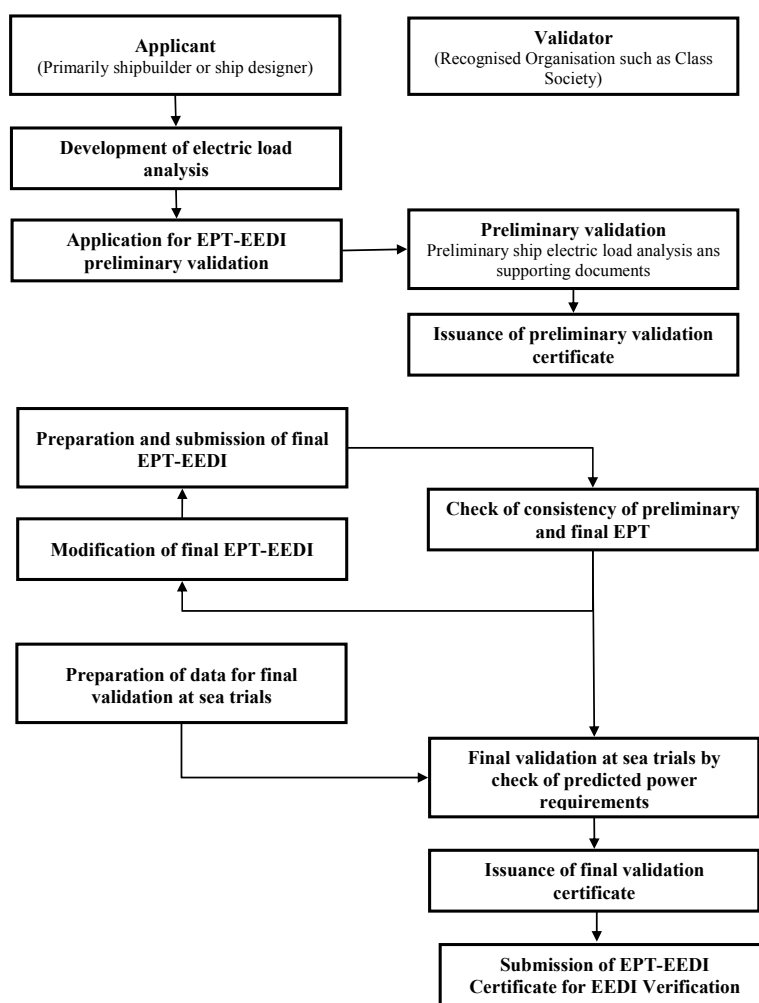 Applicant
(Primarily shipbuilder or ship designer)
Validator
(Recognised Organisation such as Class
Society)
Development of electric load
analysis
Application for EPT-EEDI
preliminary validation
Preliminary validation
Preliminary ship electric load analysis ans
supporting documents
Issuance of preliminary validation
certificate
Preparation and submission of final
EPT-EEDI
Check of consistency of preliminary
and final EPT
Modification of final EPT-EEDI
Preparation of data for final
validation at sea trials
Final validation at sea trials by
check of predicted power
requirements
Issuance of final validation
certificate
Submission of EPT-EEDI
Certificate for EEDI Verification